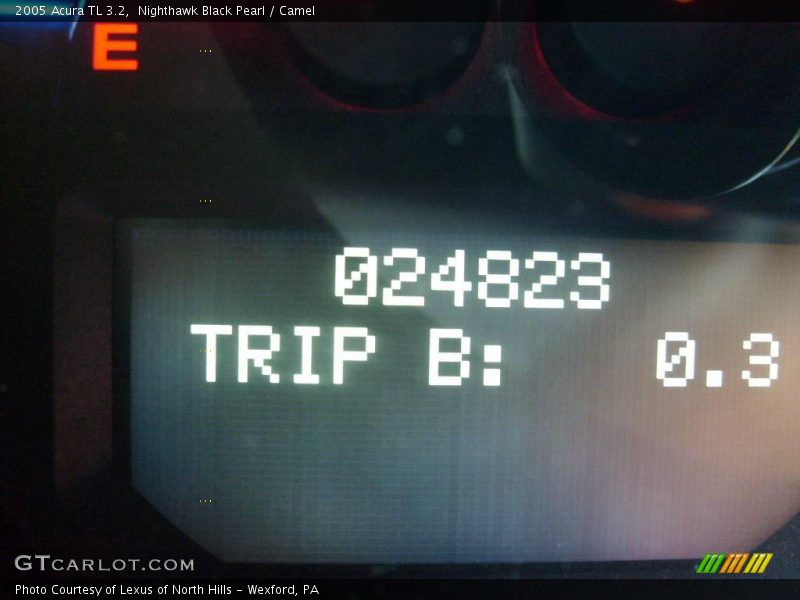 2005 Acura TL 3.2,  Nighthawk Black Pearl / Camel
E
024823
TRIP B: 0.3
GTCARLOT.COM
Photo Courtesy of Lexus of North Hills - Wexford, PA